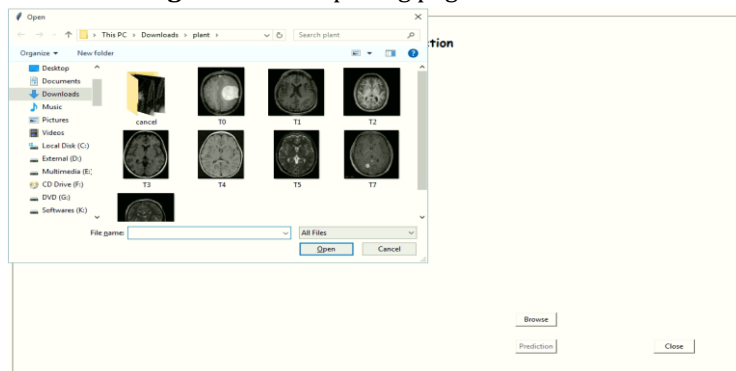 Open
This PC > Downloads > plant >
Search plant
Organize
New folder
Desktop
Documents
Downloads
Music
Pictures
Videos
Local Disk (C:)
External (D:)
Multimedia (E:)
CD Drive (F:)
DVD (G:)
Softwares (K:)
cancel
T0
T1
T2
T3
T4
T5
T7
File name:
All Files
Open
Cancel
Browse
Prediction
Close